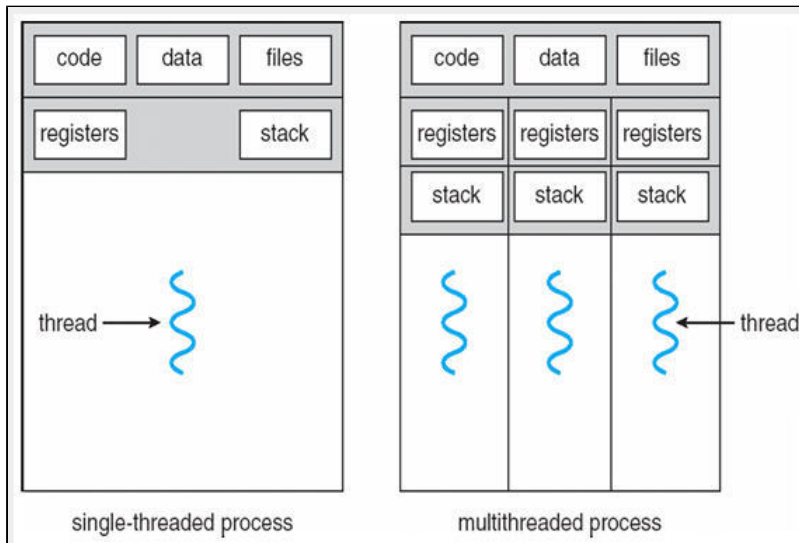 code data files
registers stack
thread
single-threaded process
code data files
registers registers registers
stack stack stack
thread
multithreaded process